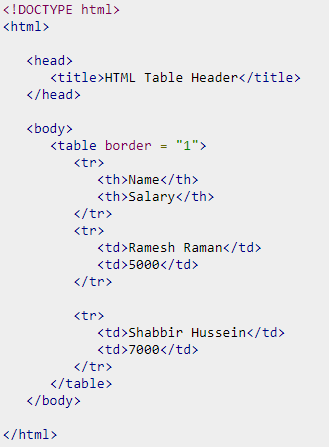 <!DOCTYPE html>
<html>

   <head>
      <title>HTML Table Header</title>
   </head>

   <body>
      <table border = "1">
         <tr>
            <th>Name</th>
            <th>Salary</th>
         </tr>
         <tr>
            <td>Ramesh Raman</td>
            <td>5000</td>
         </tr>

         <tr>
            <td>Shabbir Hussein</td>
            <td>7000</td>
         </tr>
      </table>
   </body>

</html>